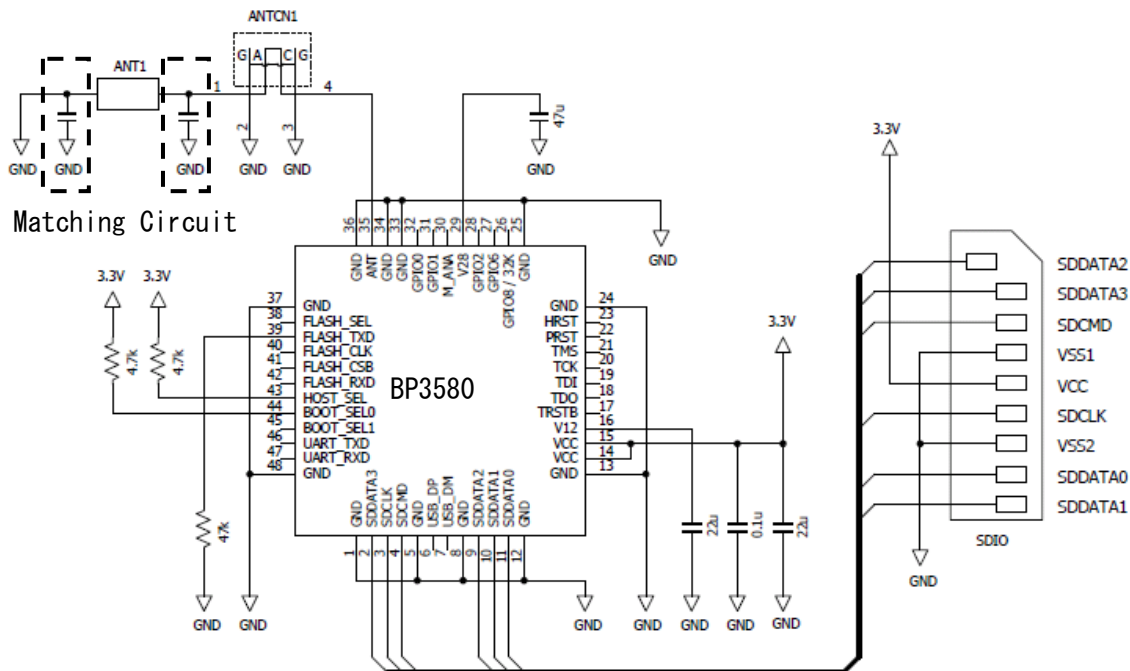 ANTCN1
G A C G
ANT1
1
4
2
3
47u
GND
GND
GND
GND
GND
GND
Matching Circuit
3.3V
36
35
34
33
32
31
30
29
28
27
26
25
GND
ANT
GND
GND
GPIO0
GPIO1
M_ANA
V28
GPIO2
GPIO6
GPIO8 / 32K
GND
GND
3.3V
3.3V
4.7k
4.7k
37 GND
38 FLASH_SEL
39 FLASH_TXD
40 FLASH_CLK
41 FLASH_CSB
42 FLASH_RXD
43 HOST_SEL
44 BOOT_SEL0
45 BOOT_SEL1
46 UART_TXD
47 UART_RXD
48 GND
BP3580
GND 24
HRST 23
PRST 22
TMS 21
TCK 20
TDI 19
TDO 18
TRSTB 17
V12 16
VCC 15
VCC 14
GND 13
3.3V
GND
SDDATA3
SDCLK
SDCMD
GND
USB_DP
USB_DM
GND
SDDATA2
SDDATA1
SDDATA0
GND
1
2
3
4
5
6
7
8
9
10
11
12
47k
22u
0.1u
22u
GND
GND
GND
GND
GND
GND
GND
SDDATA2
SDDATA3
SDCMD
VSS1
VCC
SDCLK
VSS2
SDDATA0
SDDATA1
SDIO
GND